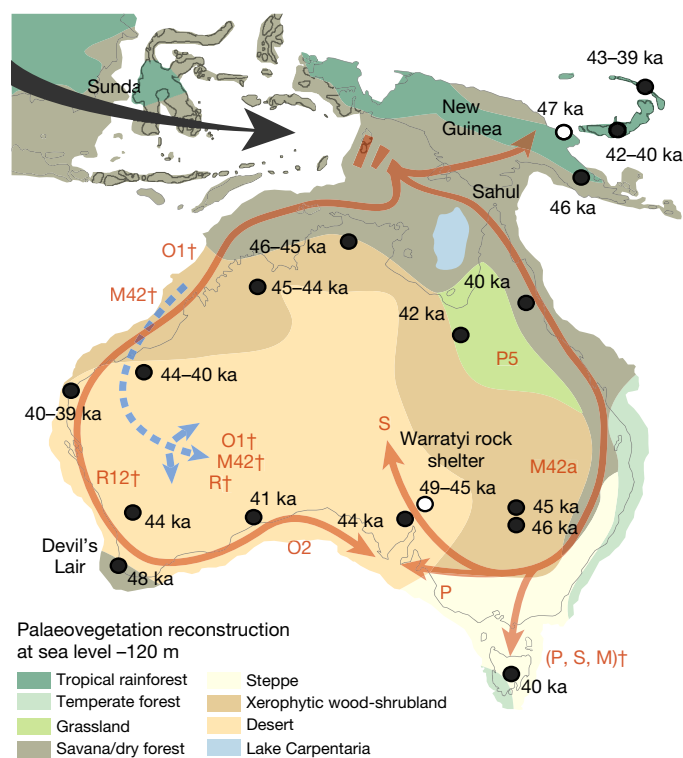 43–39 ka
Sunda
New
Guinea
47 ka
42–40 ka
Sahul
46 ka
O1†
46–45 ka
M42†
45–44 ka
40 ka
42 ka
P5
44–40 ka
40–39 ka
S
Warratyi rock
shelter
O1†
M42†
R†
M42a
R12†
49–45 ka
41 ka
45 ka
44 ka
44 ka
46 ka
Devil's
Lair
O2
48 ka
P
Palaeovegetation reconstruction
at sea level –120 m
(P, S, M)†
Tropical rainforest
Steppe
40 ka
Temperate forest
Xerophytic wood-shrubland
Grassland
Desert
Savana/dry forest
Lake Carpentaria